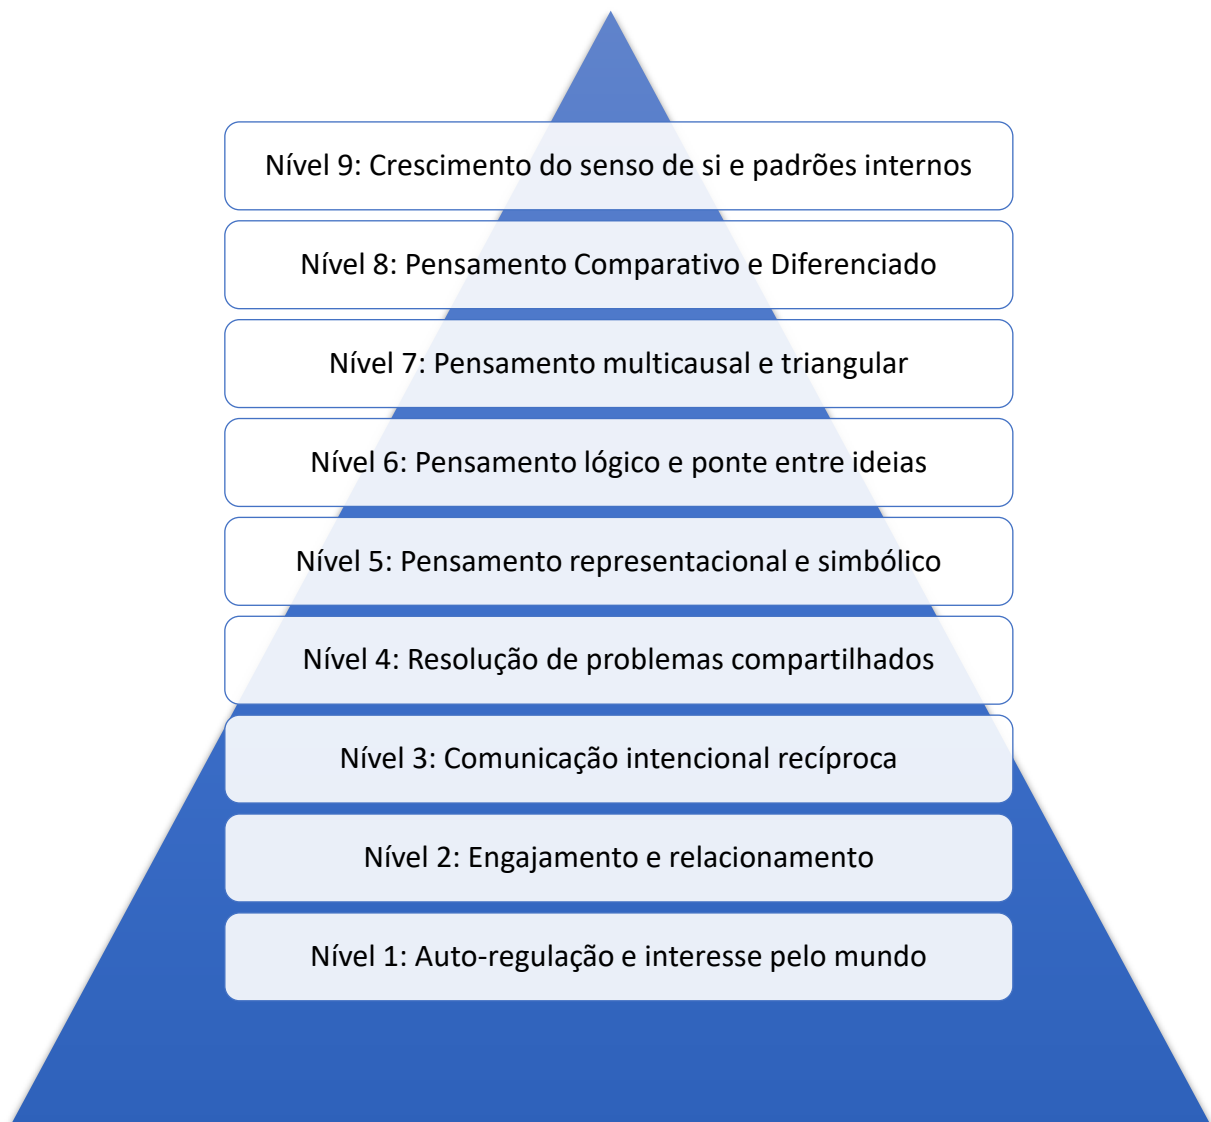 Nível 9: Crescimento do senso de si e padrões internos
Nível 8: Pensamento Comparativo e Diferenciado
Nível 7: Pensamento multicausal e triangular
Nível 6: Pensamento lógico e ponte entre ideias
Nível 5: Pensamento representacional e simbólico
Nível 4: Resolução de problemas compartilhados
Nível 3: Comunicação intencional recíproca
Nível 2: Engajamento e relacionamento
Nível 1: Auto-regulação e interesse pelo mundo